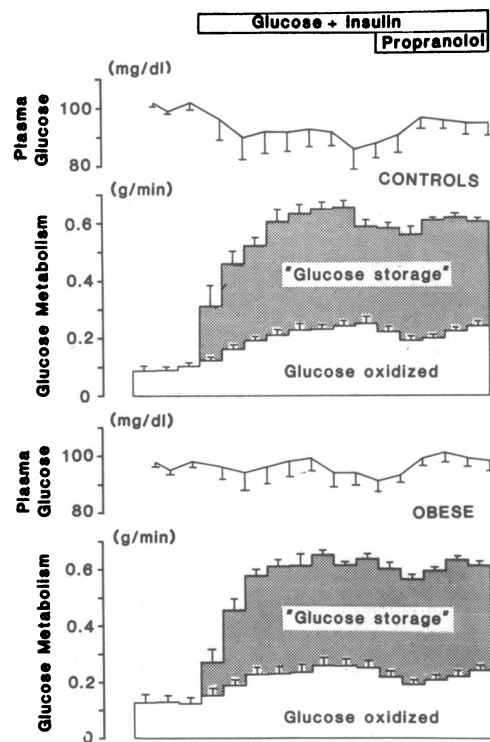 Glucose + insulin
Propranolol
(mg/dl)
Plasma
Glucose
100
80
CONTROLS
(g/min)
Glucose Metabolism
0.6
0.4
0.2
0
"Glucose storage"
Glucose oxidized
(mg/dl)
Plasma
Glucose
100
80
OBESE
(g/min)
Glucose Metabolism
0.6
0.4
0.2
0
"Glucose storage"
Glucose oxidized